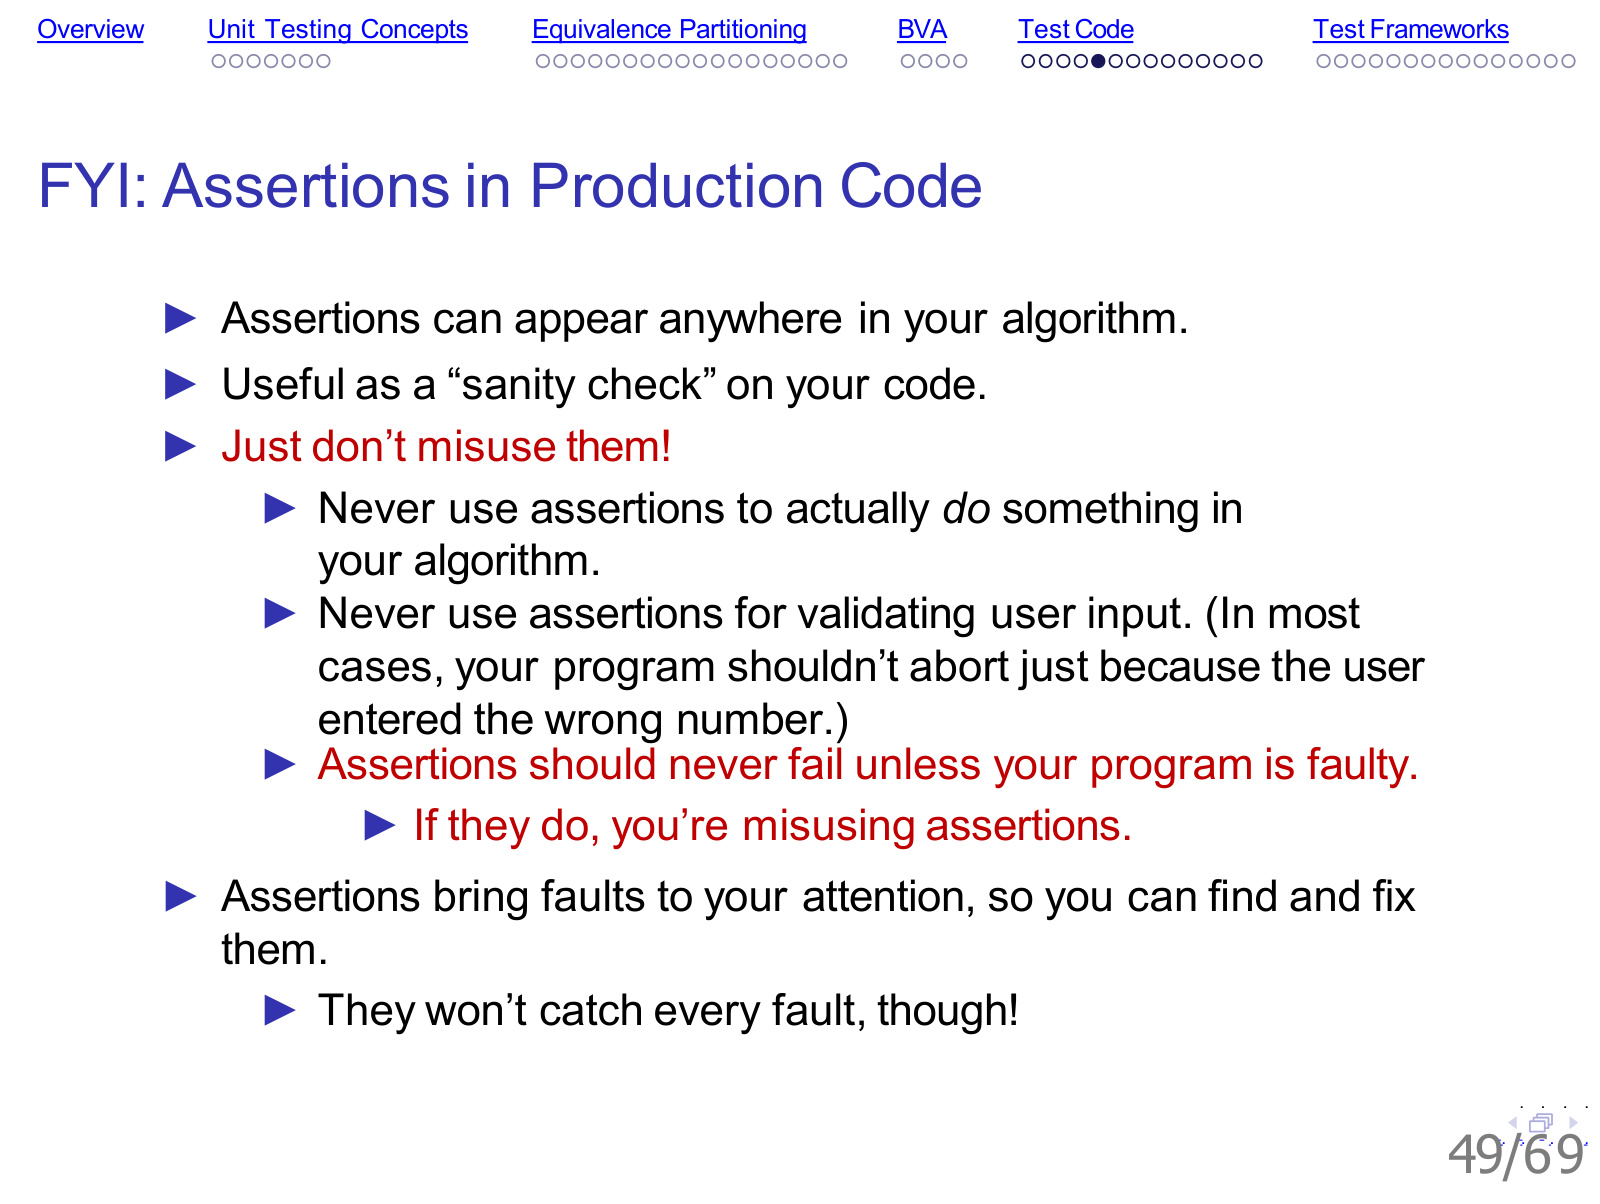 Overview Unit Testing Concepts Equivalence Partitioning BVA Test Code Test Frameworks
FYI: Assertions in Production Code
Assertions can appear anywhere in your algorithm.
Useful as a “sanity check” on your code.
Just don’t misuse them!
Never use assertions to actually do something in
your algorithm.
Never use assertions for validating user input. (In most
cases, your program shouldn’t abort just because the user
entered the wrong number.)
Assertions should never fail unless your program is faulty.
If they do, you’re misusing assertions.
Assertions bring faults to your attention, so you can find and fix
them.
They won’t catch every fault, though!
49/69